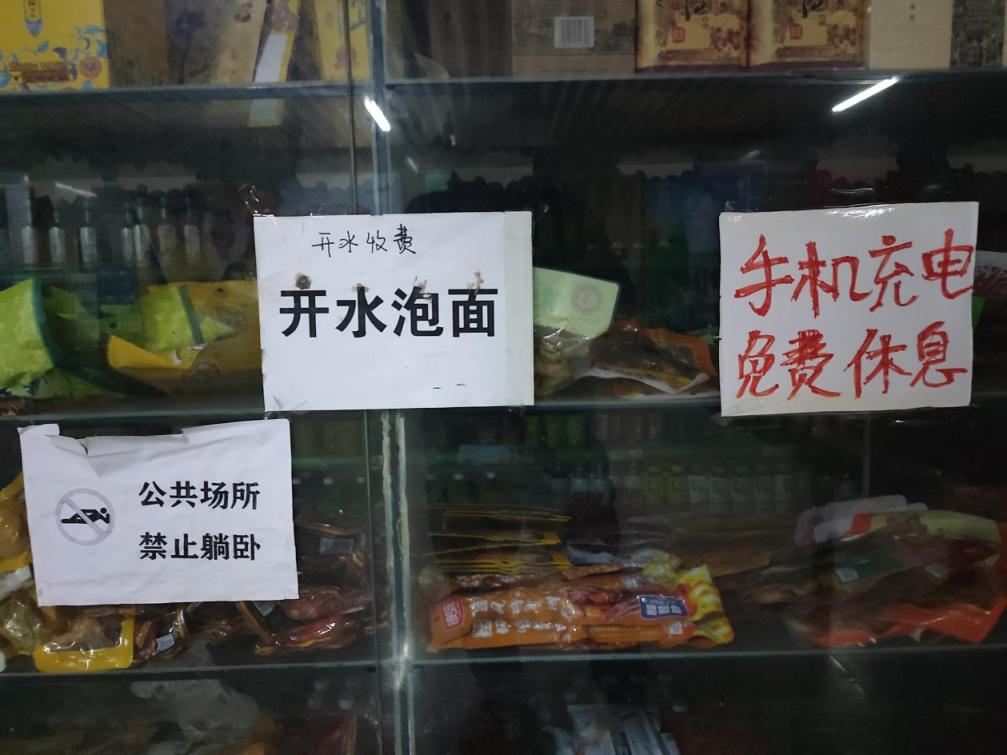 开水收费
开水泡面
手机充电
免费休息
公共场所
禁止躺卧